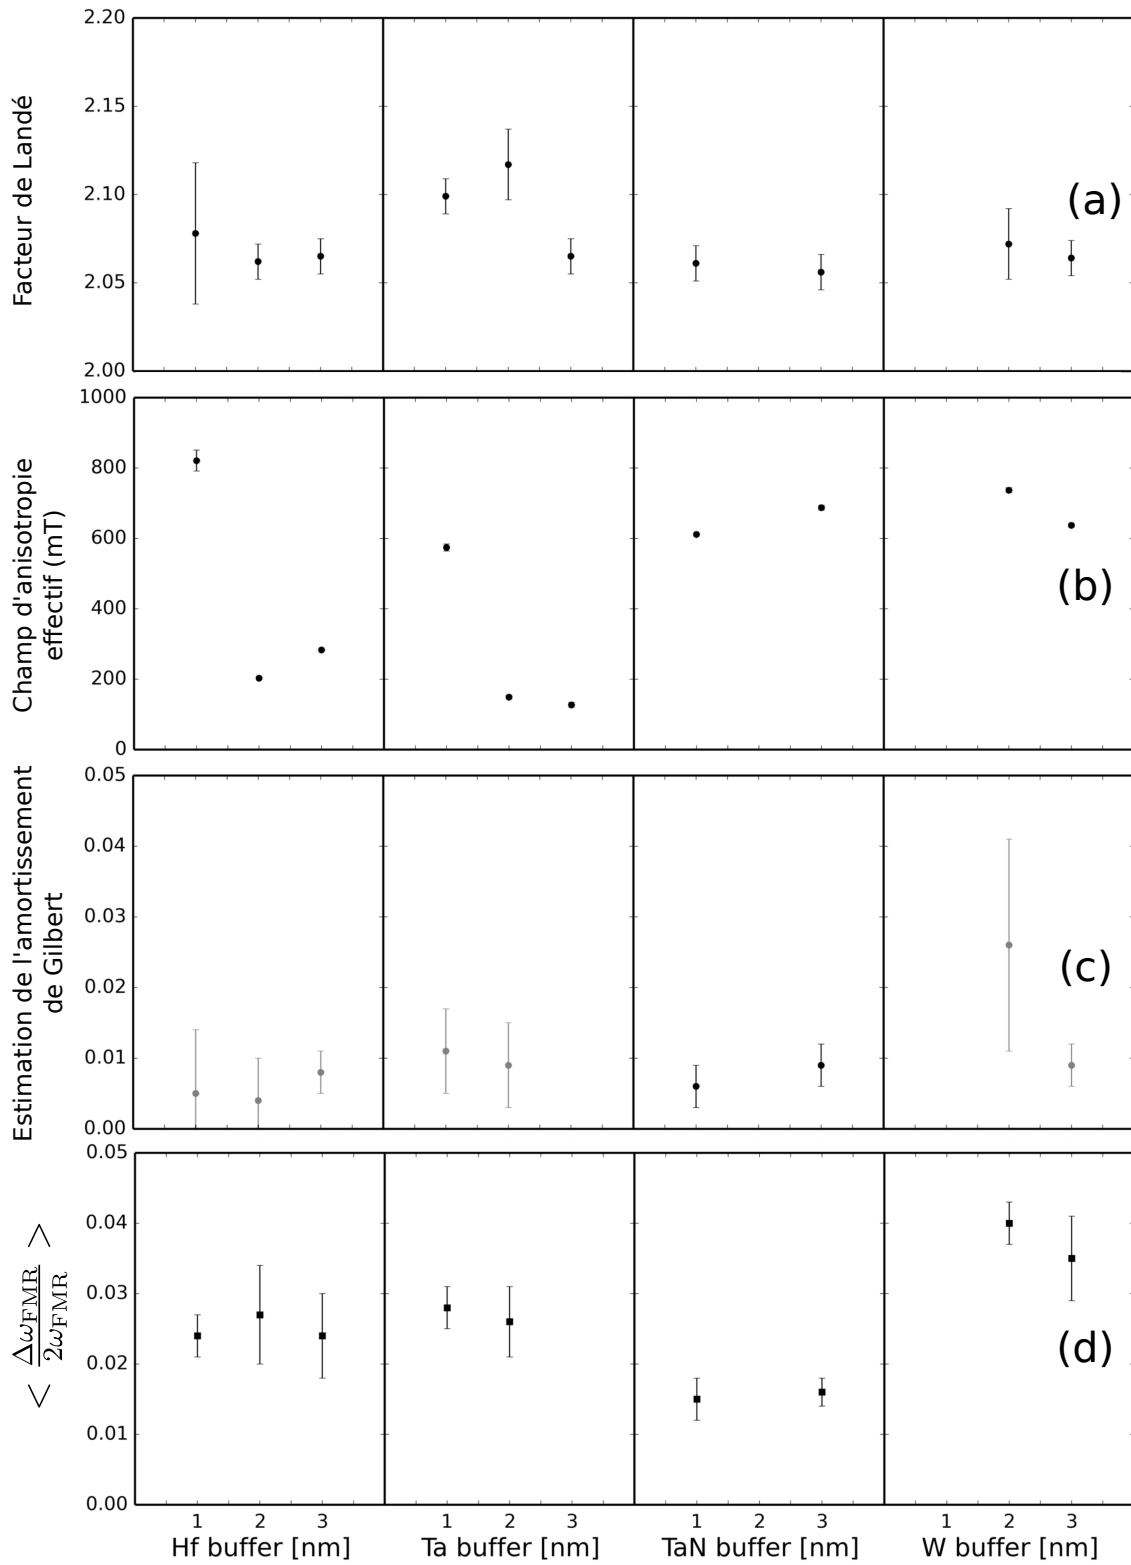 2.20
2.15
2.10
2.05
2.00
Facteur de Landé
(a)
1000
800
600
400
200
0
Champ d'anisotropie
effectif (mT)
(b)
0.05
0.04
0.03
0.02
0.01
0.00
Estimation de l'amortissement
de Gilbert
(c)
0.05
0.04
0.03
0.02
0.01
0.00
< Δω_FMR / 2ω_FMR >
(d)
1 2 3 1 2 3 1 2 3 1 2 3
Hf buffer [nm] Ta buffer [nm] TaN buffer [nm] W buffer [nm]